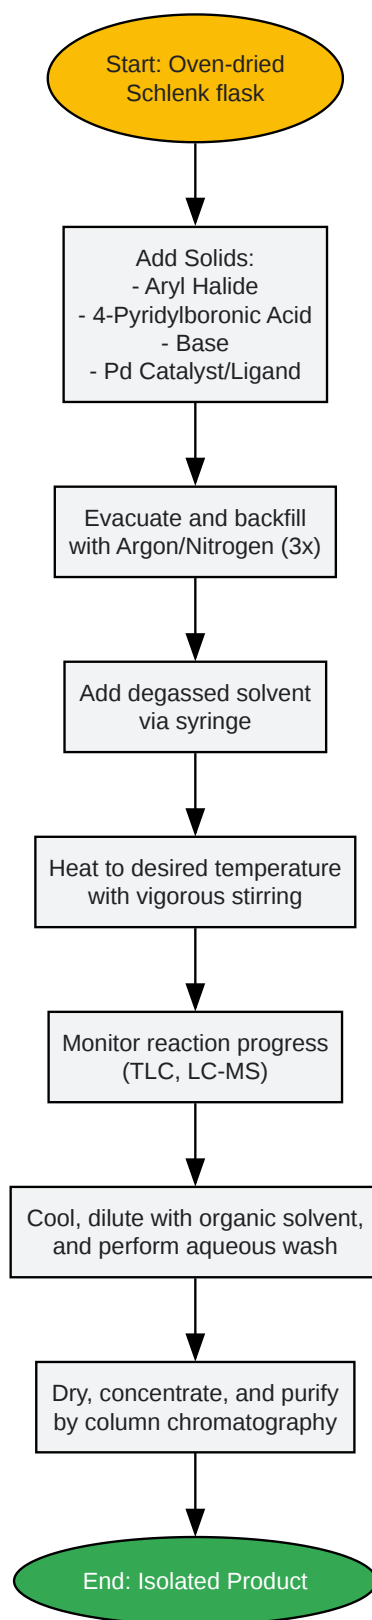 Start: Oven-dried
Schlenk flask
Add Solids:
- Aryl Halide
- 4-Pyridylboronic Acid
- Base
- Pd Catalyst/Ligand
Evacuate and backfill
with Argon/Nitrogen (3x)
Add degassed solvent
via syringe
Heat to desired temperature
with vigorous stirring
Monitor reaction progress
(TLC, LC-MS)
Cool, dilute with organic solvent,
and perform aqueous wash
Dry, concentrate, and purify
by column chromatography
End: Isolated Product